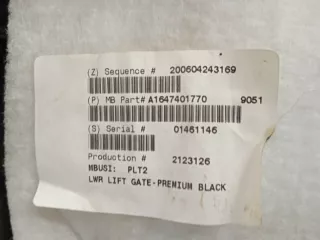 (Z) Sequence # 200604243169
(P) MB Part# A1647401770 9051
(S) Serial # 01461146
Production # 2123126
MBUSI: PLT2
LWR LIFT GATE-PREMIUM BLACK